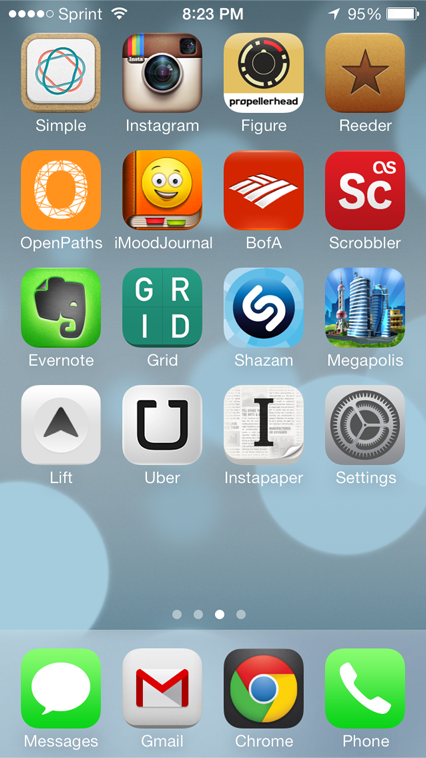 Sprint 8:23 PM 95%
Insta
propellerhead
Simple Instagram Figure Reeder
as
Sc
OpenPaths iMoodJournal BofA Scrobbler
G R
I D
Evernote Grid Shazam Megapolis
I
Lift Uber Instapaper Settings
Messages Gmail Chrome Phone